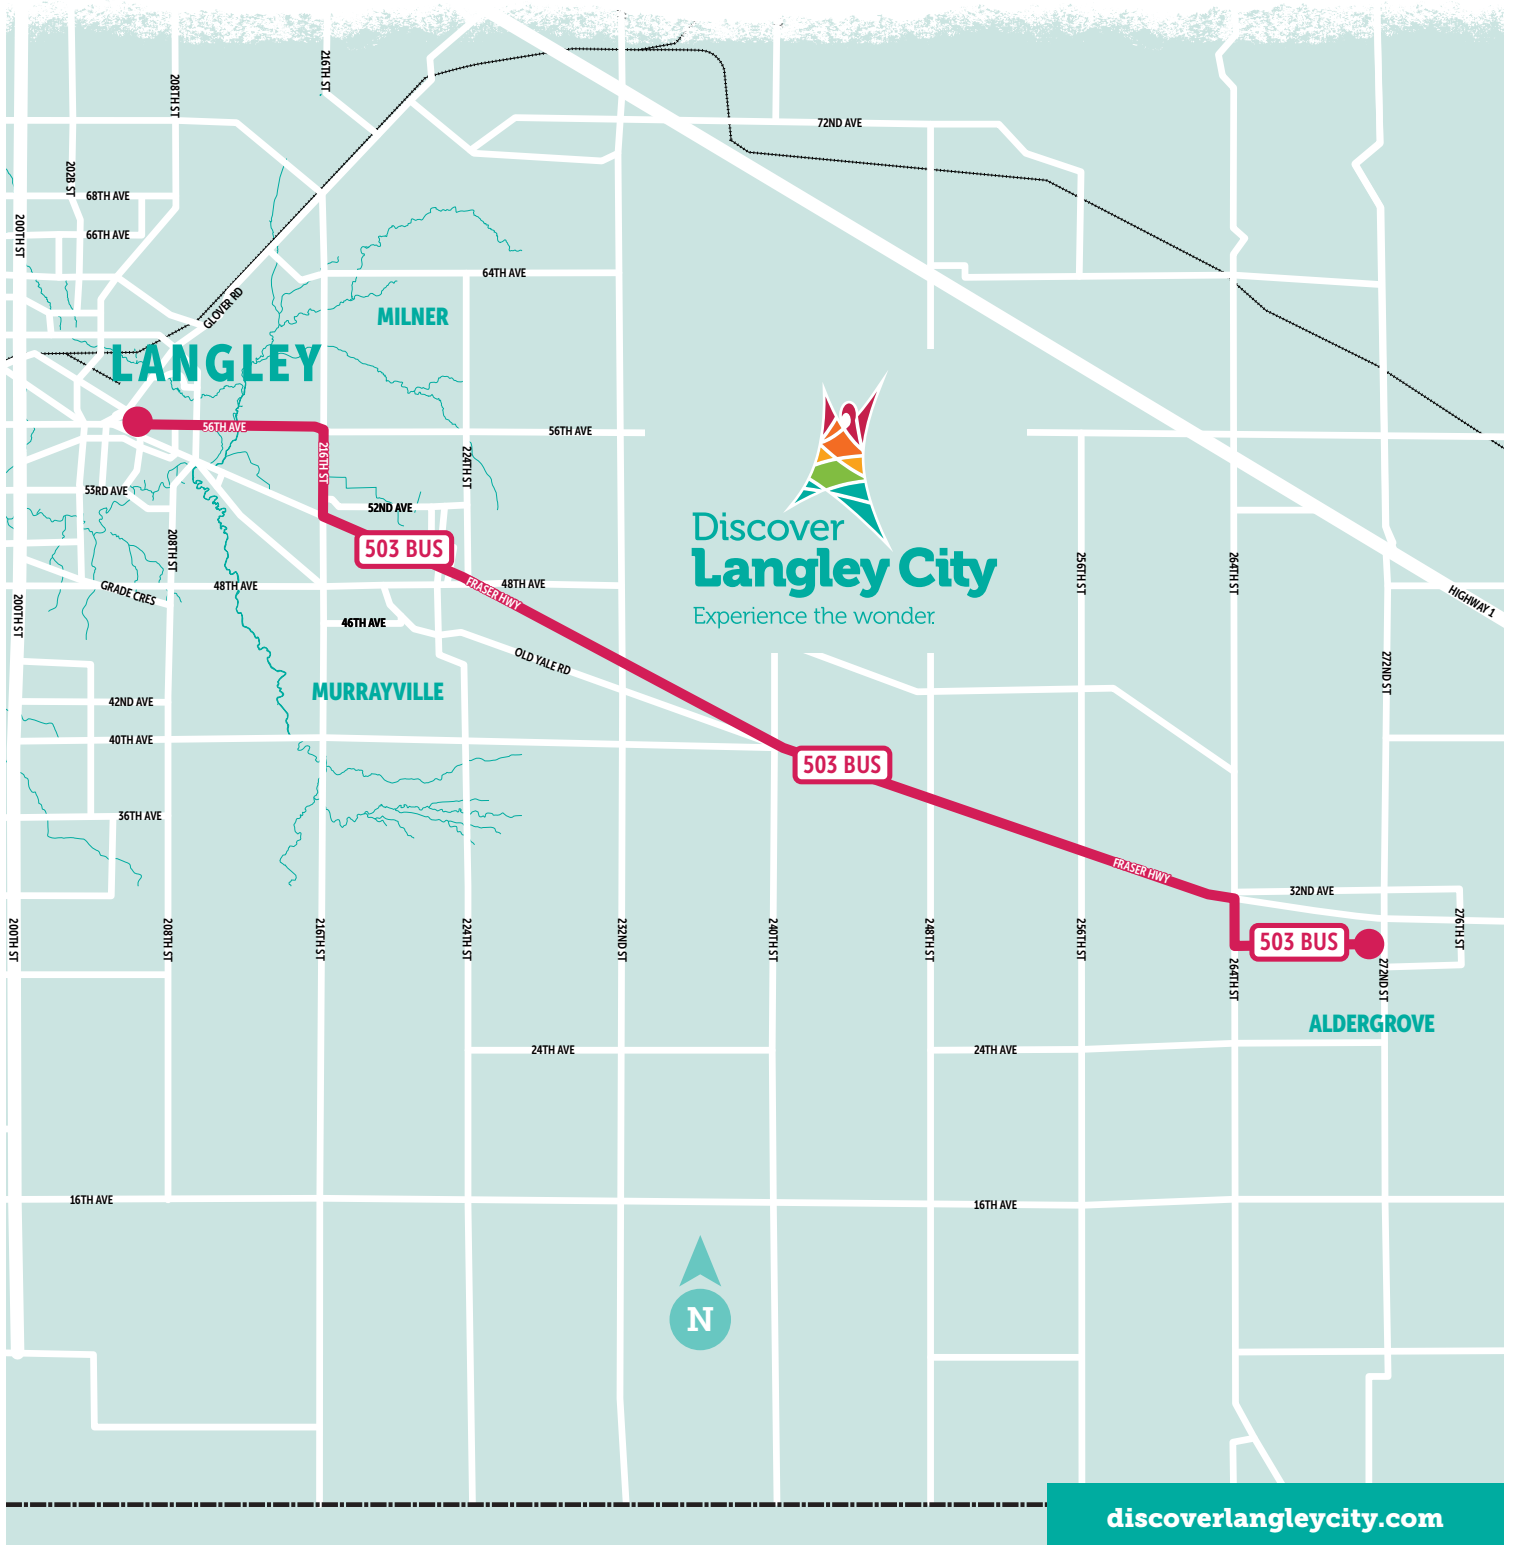 216TH ST
208TH ST
72ND AVE
202B ST
68TH AVE
200TH ST
66TH AVE
64TH AVE
GLOVER RD
MILNER
LANGLEY
56TH AVE
56TH AVE
216TH ST
224TH ST
53RD AVE
52ND AVE
503 BUS
208TH ST
Discover
Langley City
Experience the wonder.
256TH ST
264TH ST
GRADE CRES
48TH AVE
48TH AVE
FRASER HWY
HIGHWAY 1
200TH ST
46TH AVE
OLD YALE RD
272ND ST
MURRAYVILLE
42ND AVE
40TH AVE
503 BUS
36TH AVE
FRASER HWY
32ND AVE
200TH ST
208TH ST
216TH ST
224TH ST
232ND ST
240TH ST
248TH ST
256TH ST
503 BUS
276TH ST
264TH ST
272ND ST
ALDERGROVE
24TH AVE
24TH AVE
16TH AVE
16TH AVE
N
discoverlangleycity.com